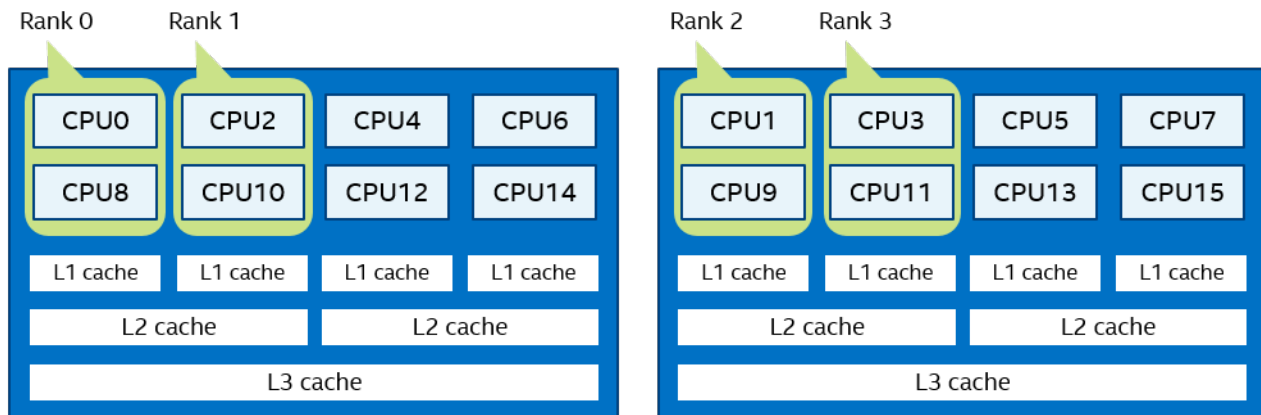 Rank 0 Rank 1 Rank 2 Rank 3
CPU0 CPU2 CPU4 CPU6 CPU1 CPU3 CPU5 CPU7
CPU8 CPU10 CPU12 CPU14 CPU9 CPU11 CPU13 CPU15
L1 cache L1 cache L1 cache L1 cache L1 cache L1 cache L1 cache L1 cache
L2 cache L2 cache L2 cache L2 cache
L3 cache L3 cache